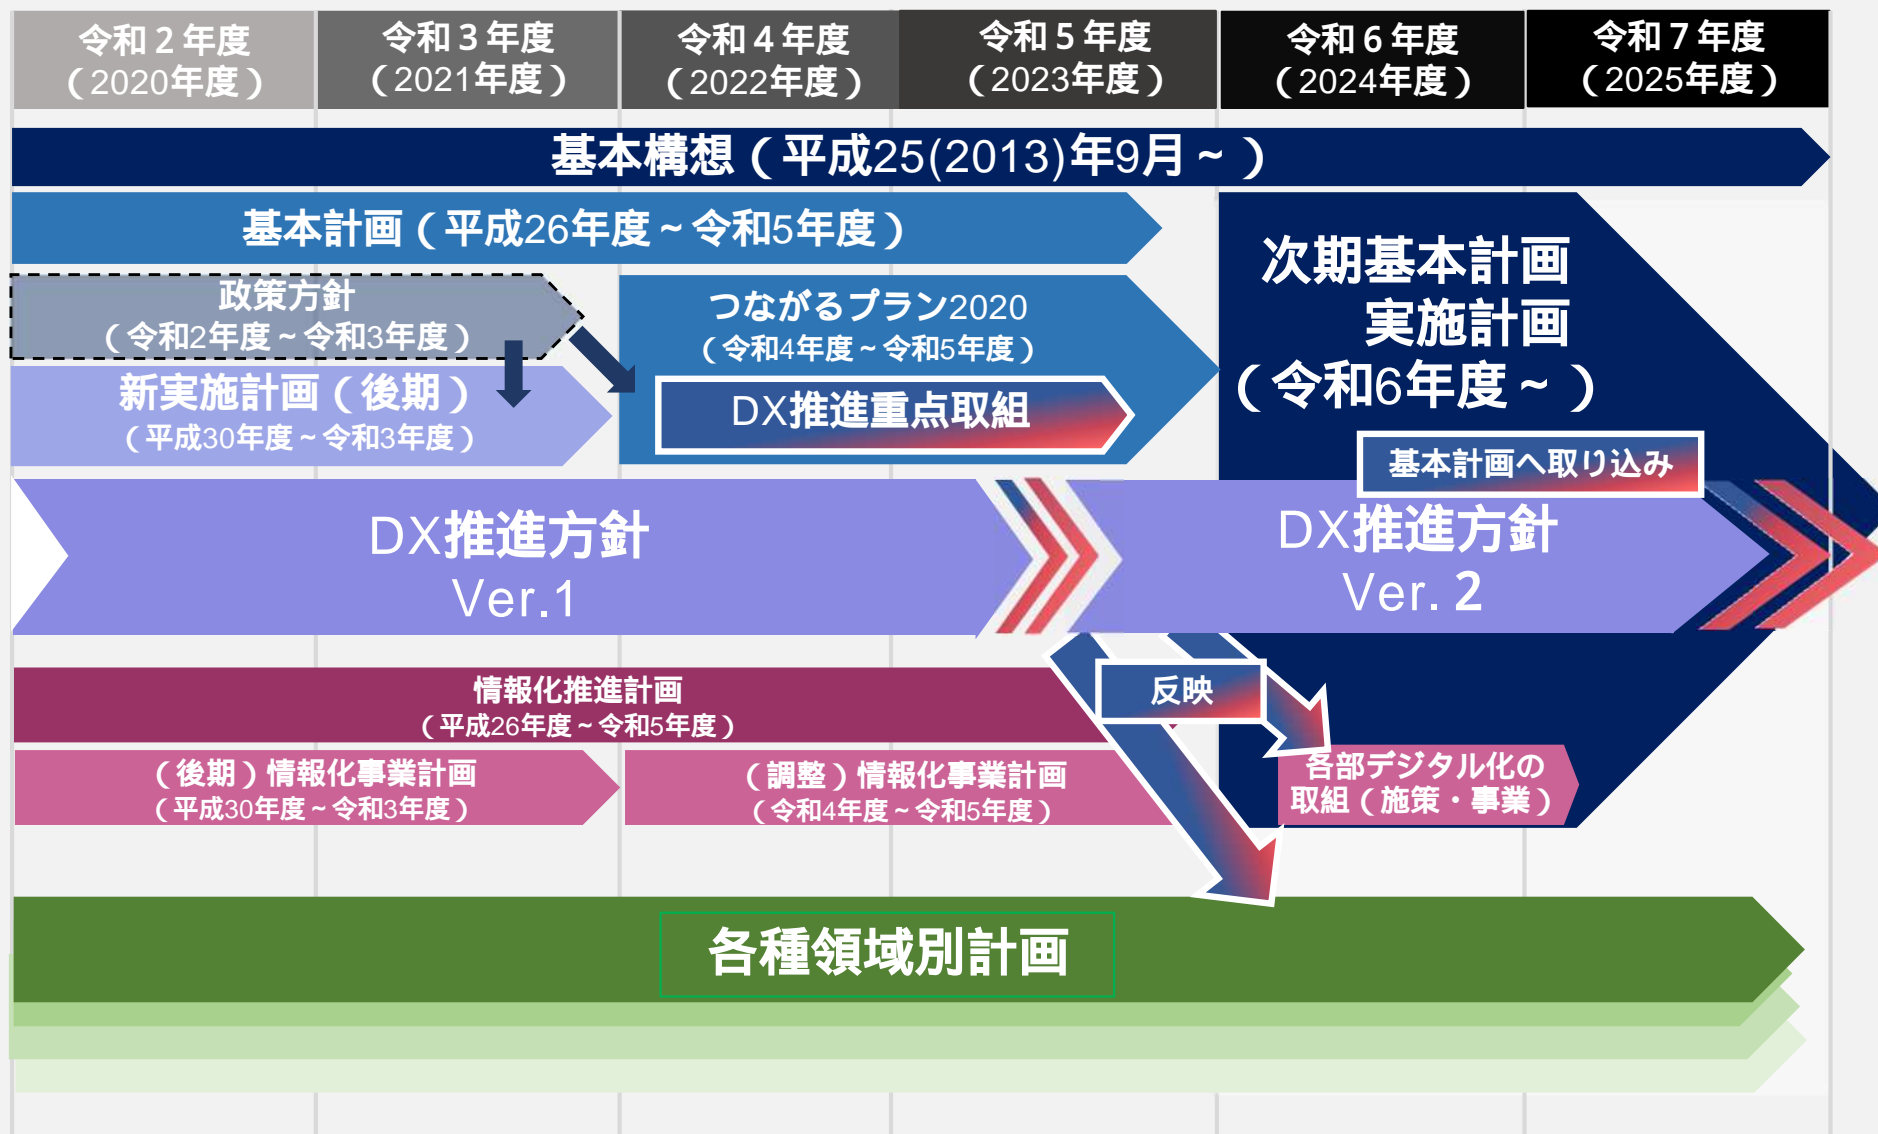 令和２年度
（2020年度）
令和３年度
（2021年度）
令和４年度
（2022年度）
令和５年度
（2023年度）
令和６年度
（2024年度）
令和７年度
（2025年度）
基本構想（平成25(2013)年9月～）
基本計画（平成26年度～令和5年度）
政策方針
（令和2年度～令和3年度）
新実施計画（後期）
（平成30年度～令和3年度）
つながるプラン2020
（令和4年度～令和5年度）
DX推進重点取組
次期基本計画
実施計画
（令和6年度～）
基本計画へ取り込み
DX推進方針
Ver.1
DX推進方針
Ver. 2
情報化推進計画
（平成26年度～令和5年度）
反映
（後期）情報化事業計画
（平成30年度～令和3年度）
（調整）情報化事業計画
（令和4年度～令和5年度）
各部デジタル化の
取組（施策・事業）
各種領域別計画